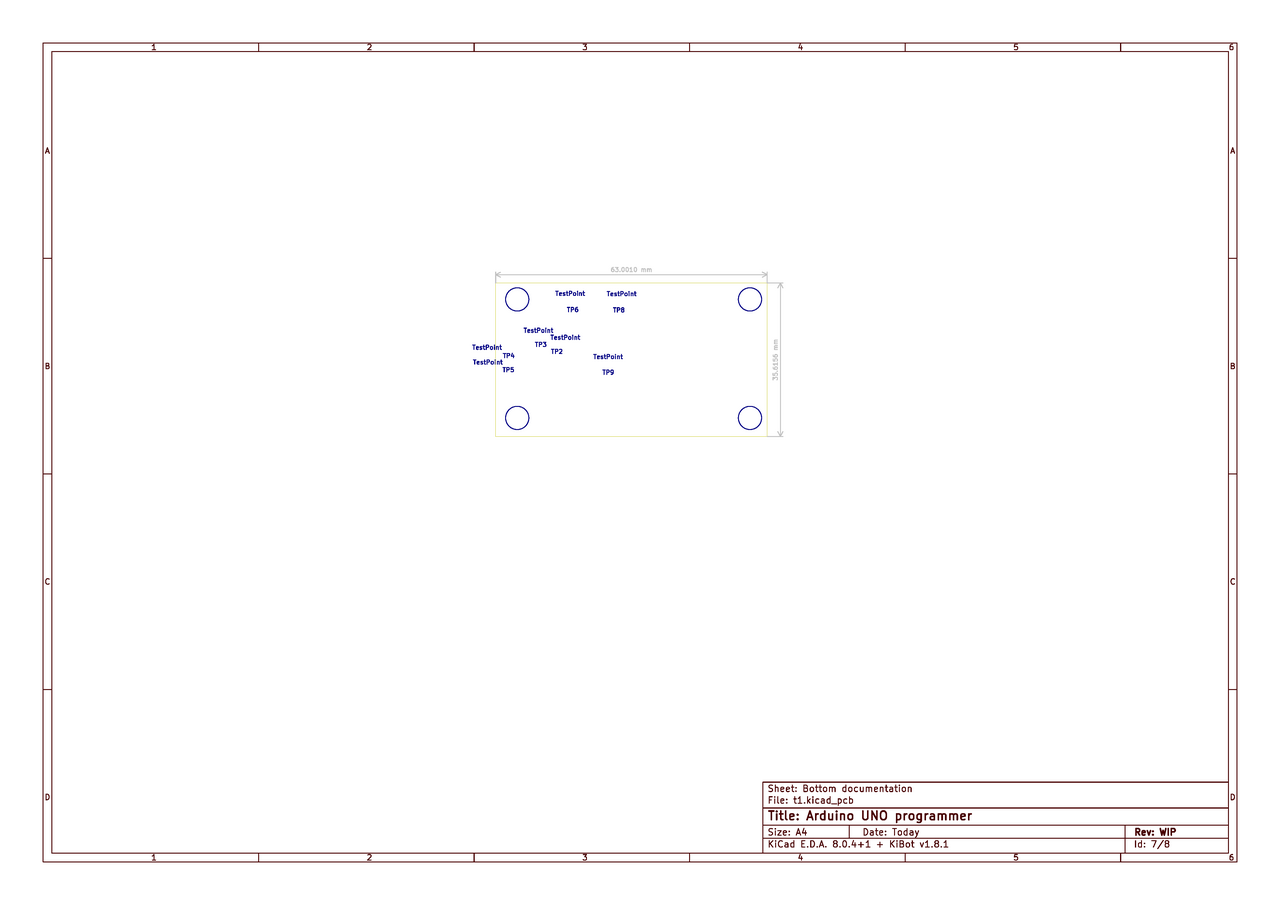 1 2 3 4 5 6
A A
63.0010 mm
TestPoint TestPoint
TP6 TP8
TestPoint
TestPoint
TP3
TestPoint
TP2
TP4
TestPoint
TestPoint
TP5
TP9
35.6156 mm
B B
C C
D D
Sheet: Bottom documentation
File: t1.kicad_pcb
Title: Arduino UNO programmer
Size: A4 Date: Today Rev: WIP
KiCad E.D.A. 8.0.4+1 + KiBot v1.8.1 Id: 7/8
1 2 3 4 5 6